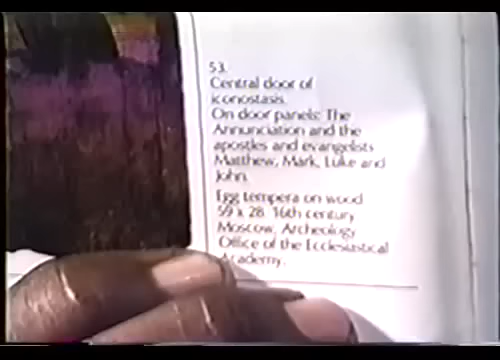 53.
Central door of
iconostasis.
On door panels: The
Annunciation and the
apostles and evangelists
Matthew, Mark, Luke and
John.
Egg tempera on wood
59 x 28. 16th century
Moscow, Archeology
Office of the Ecclesiastical
Academy.